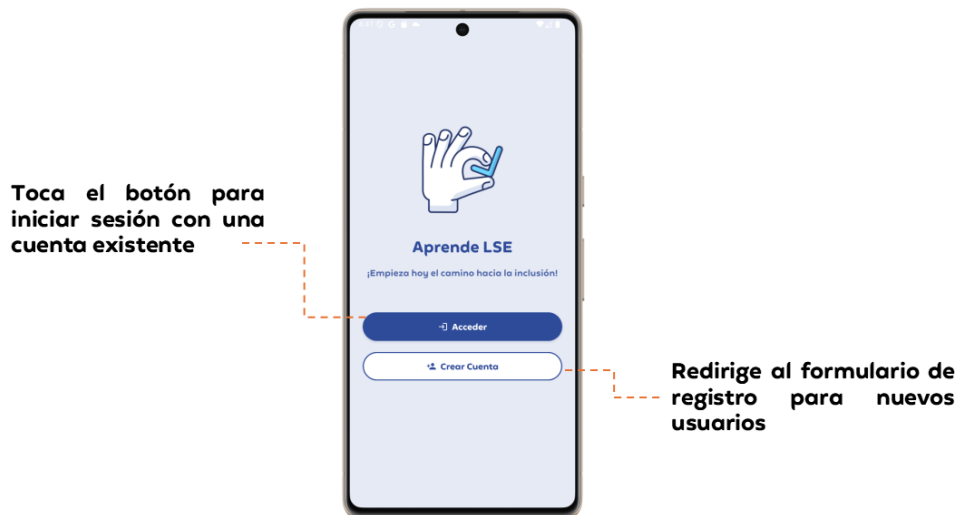 Toca el botón para
iniciar sesión con una
cuenta existente
Aprende LSE
¡Empieza hoy el camino hacia la inclusión!
Acceder
Crear Cuenta
Redirige al formulario de
registro para nuevos
usuarios